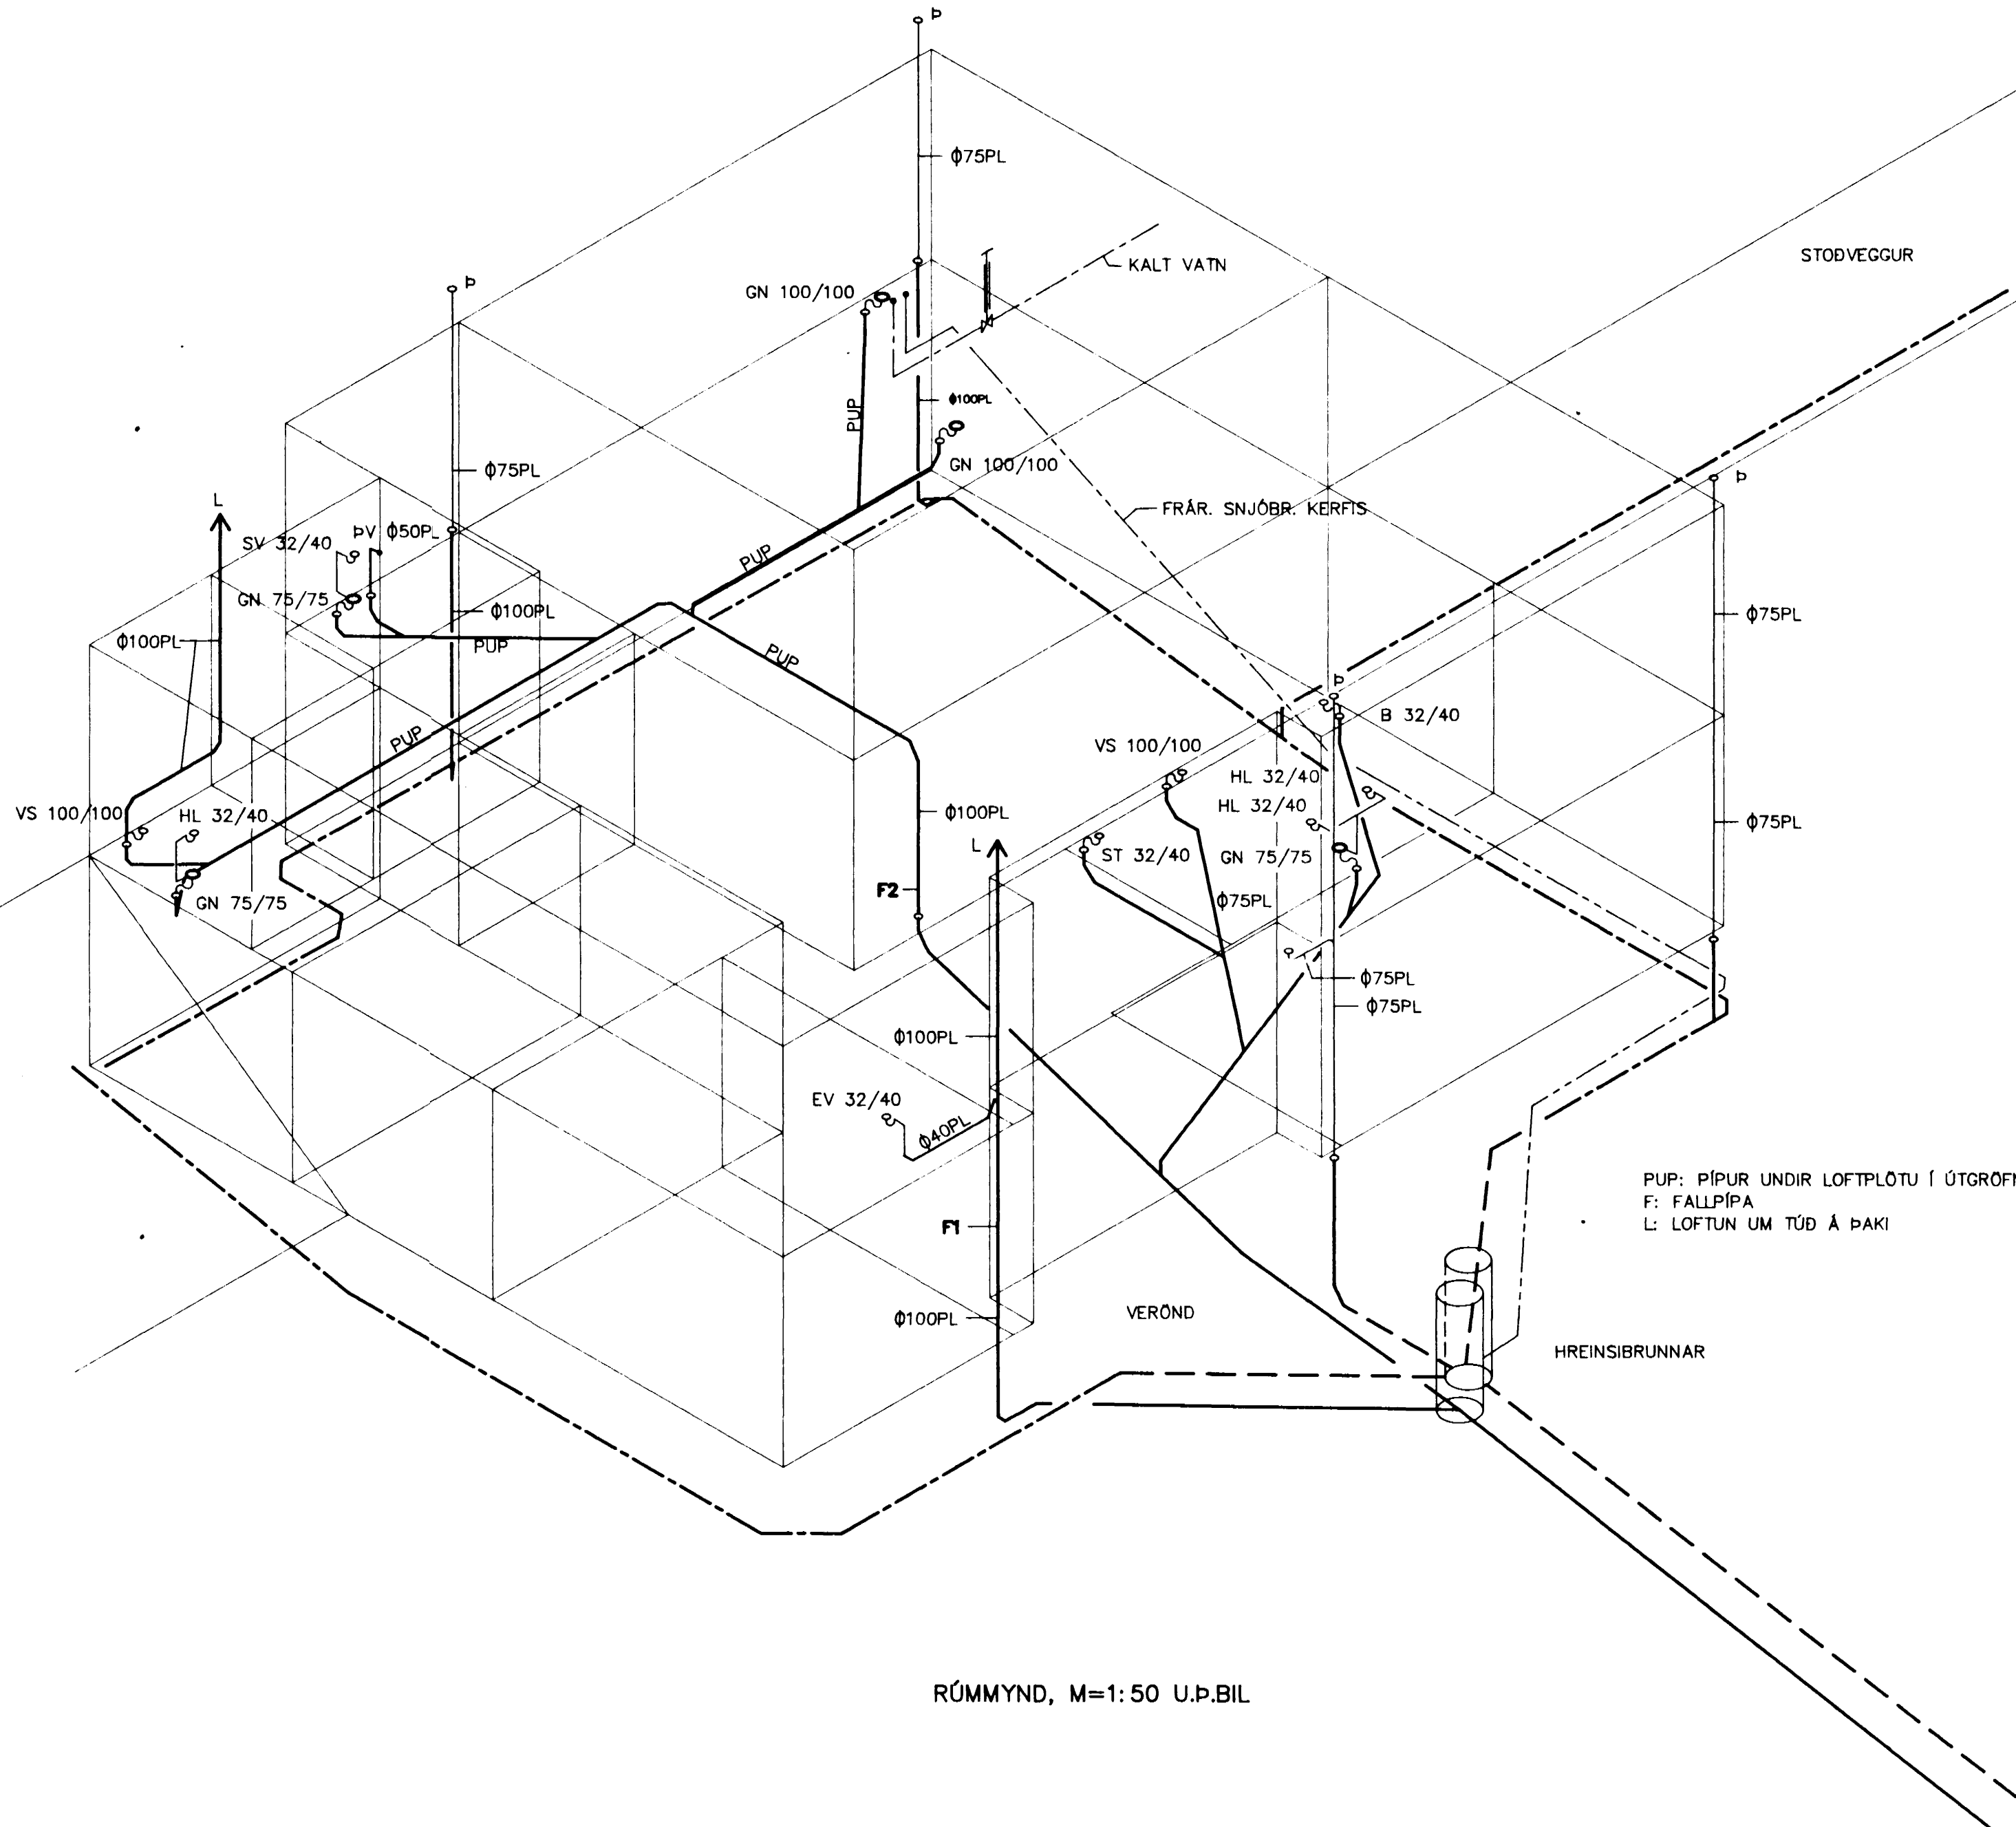 Þ
Φ75PL
KALT VATN
STOÐVEGGUR
GN 100/100
Þ
PUP
Φ100PL
GN 100/100
Φ75PL
Þ
L
FRÁR. SNJÓBR. KERFIS
ÞV Φ50PL
SV 32/40
PUP
GN 75/75
Φ100PL
Φ75PL
Φ100PL
PUP
PUP
Þ
B 32/40
PUP
VS 100/100
HL 32/40
HL 32/40
VS 100/100
HL 32/40
Φ100PL
Φ75PL
L
ST 32/40
GN 75/75
F2
GN 75/75
Φ75PL
Φ75PL
Φ75PL
Φ100PL
EV 32/40
Φ40PL
PUP: PÍPUR UNDIR LOFTPLÖTU Í ÚTGRÖF
F: FALLPÍPA
L: LOFTUN UM TÚÐ Á ÞAKI
F1
VERÖND
Φ100PL
HREINSIBRUNNAR
RÚMMYND, M=1:50 U.Þ.BIL